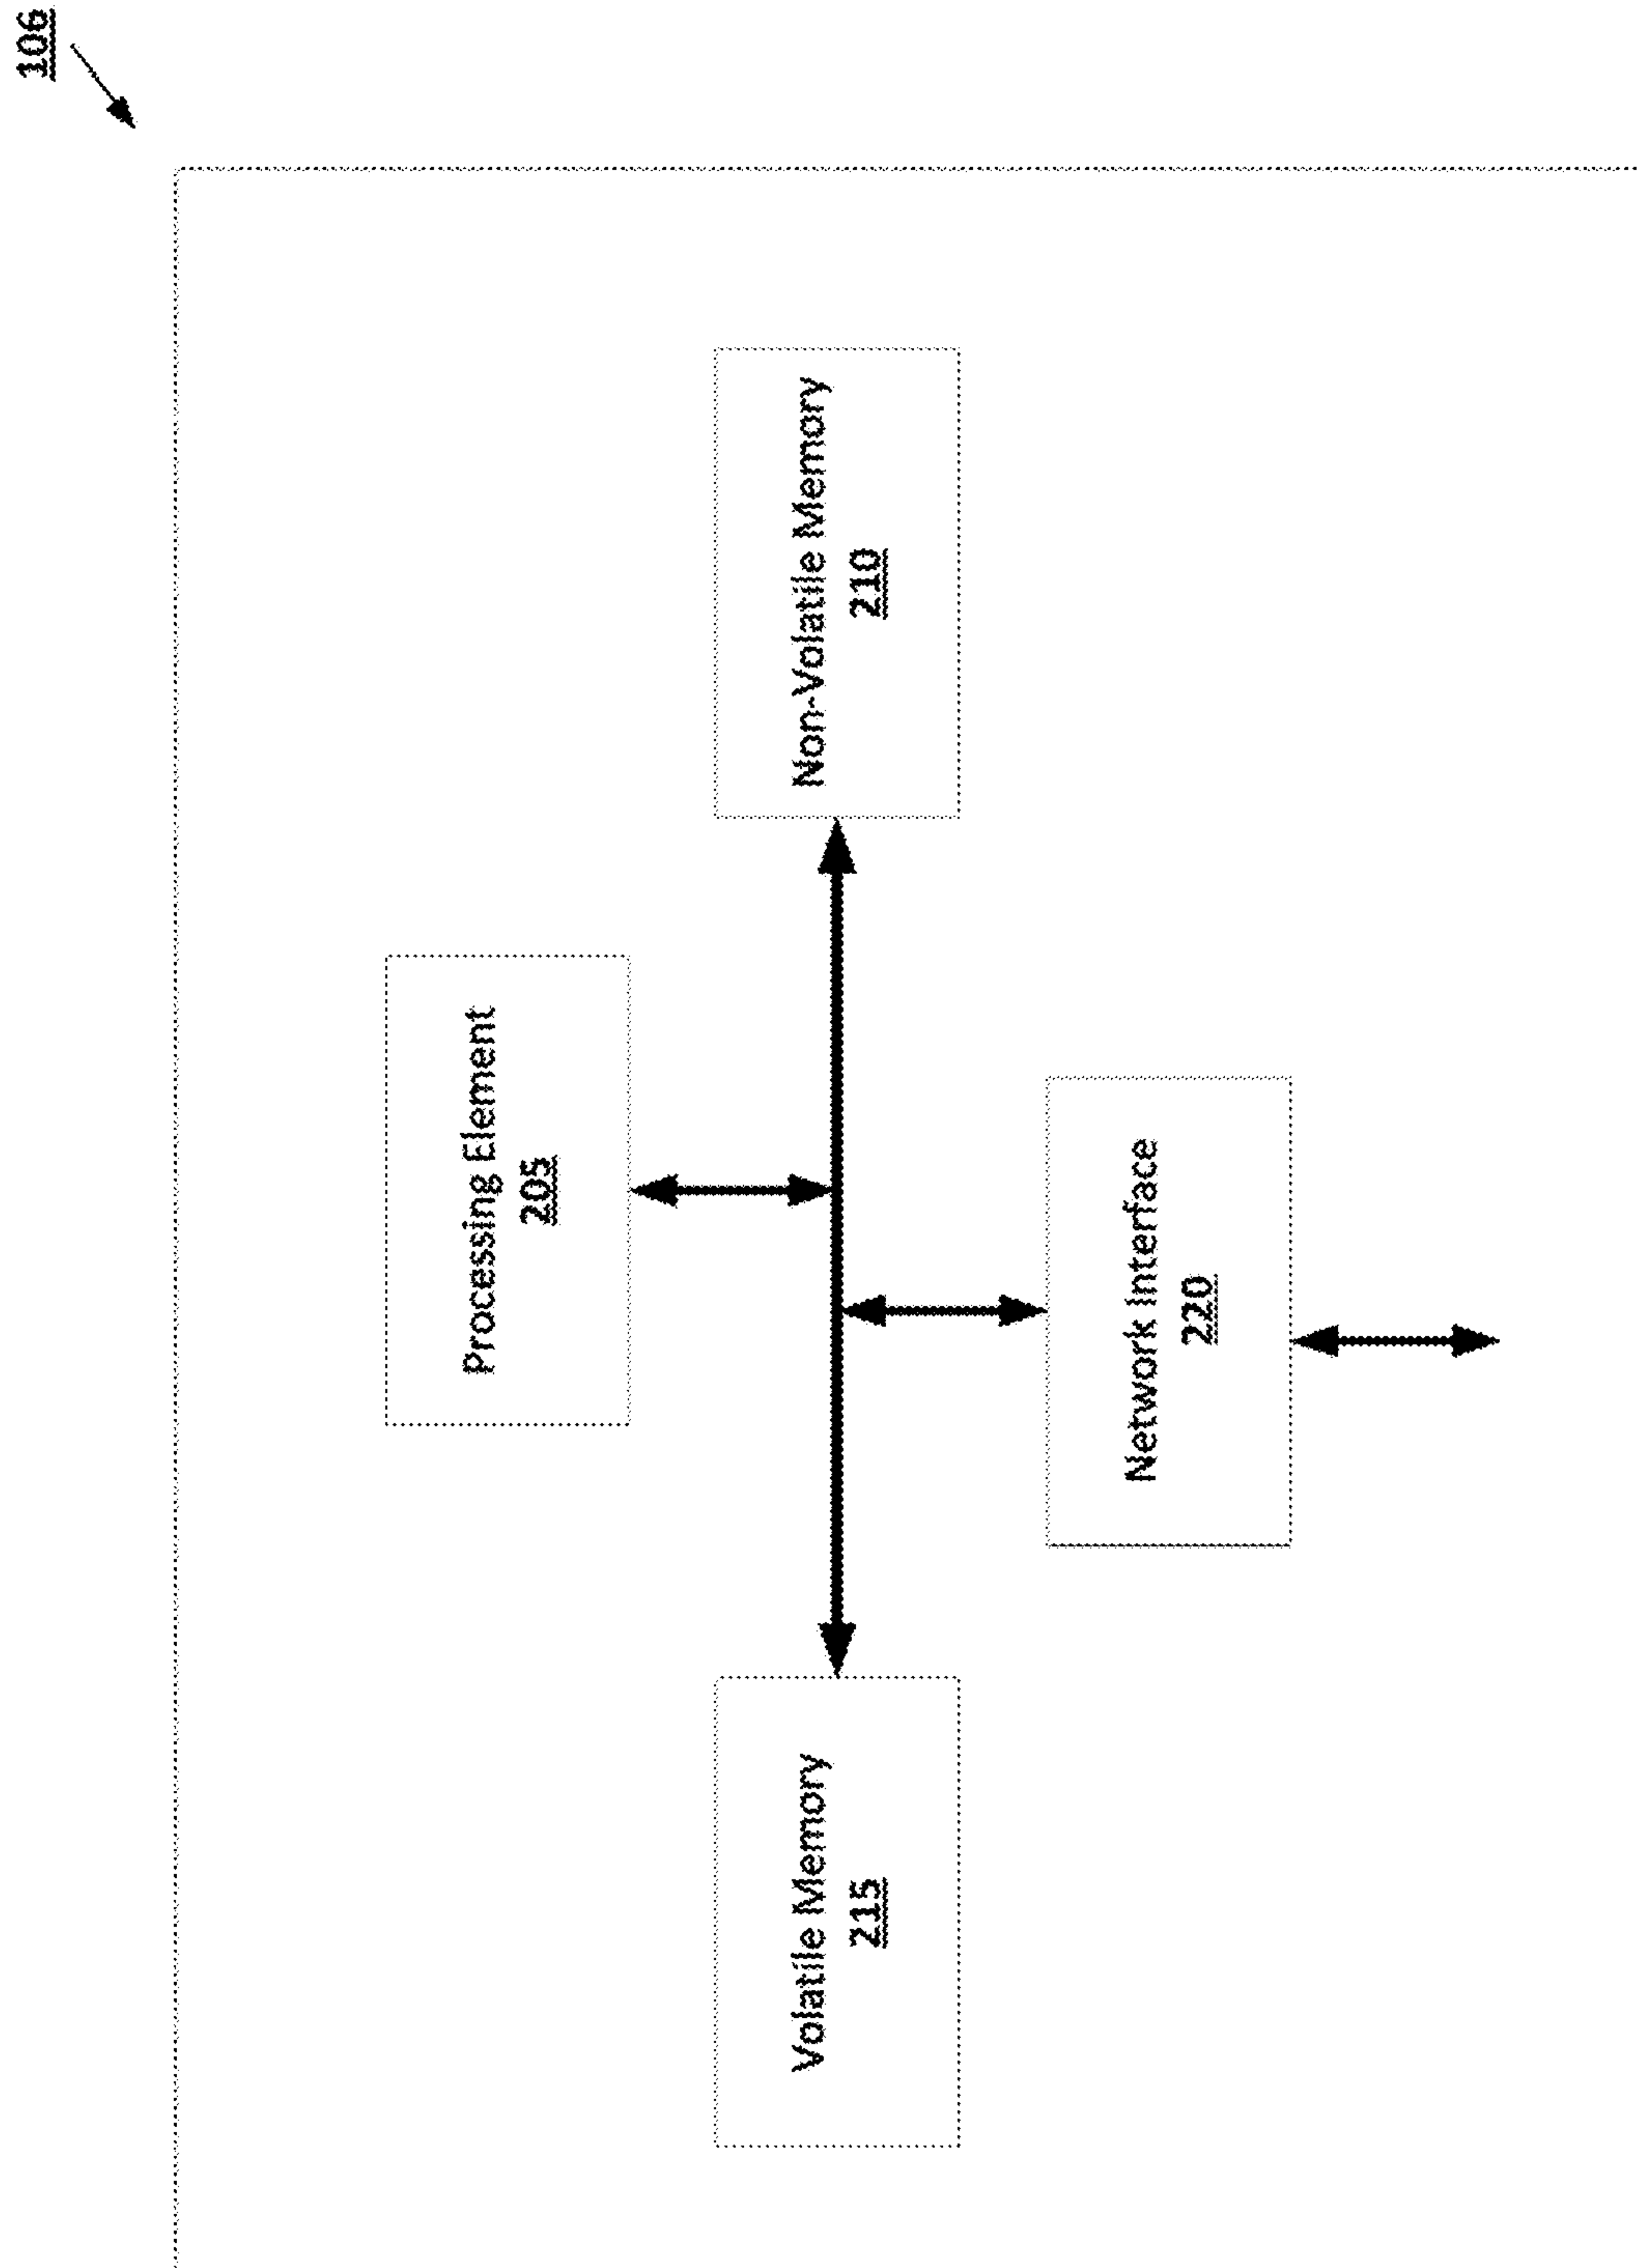 106
Processing Element
205
Volatile Memory
215
Non-Volatile Memory
210
Network Interface
220